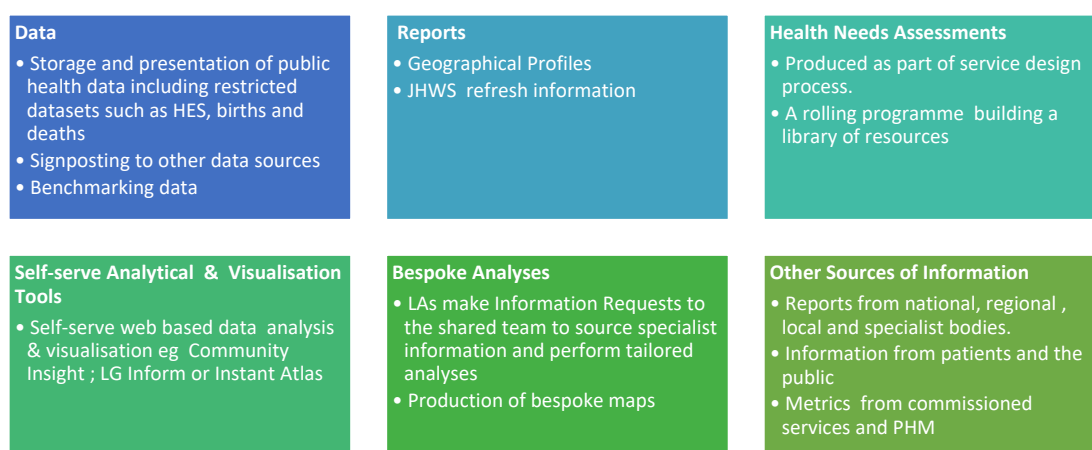 Data
• Storage and presentation of public
health data including restricted
datasets such as HES, births and
deaths
• Signposting to other data sources
• Benchmarking data
Reports
• Geographical Profiles
• JHWS refresh information
Health Needs Assessments
• Produced as part of service design
process.
• A rolling programme building a
library of resources
Self-serve Analytical & Visualisation
Tools
• Self-serve web based data analysis
& visualisation eg Community
Insight ; LG Inform or Instant Atlas
Bespoke Analyses
• LAs make Information Requests to
the shared team to source specialist
information and perform tailored
analyses
• Production of bespoke maps
Other Sources of Information
• Reports from national, regional ,
local and specialist bodies.
• Information from patients and the
public
• Metrics from commissioned
services and PHM